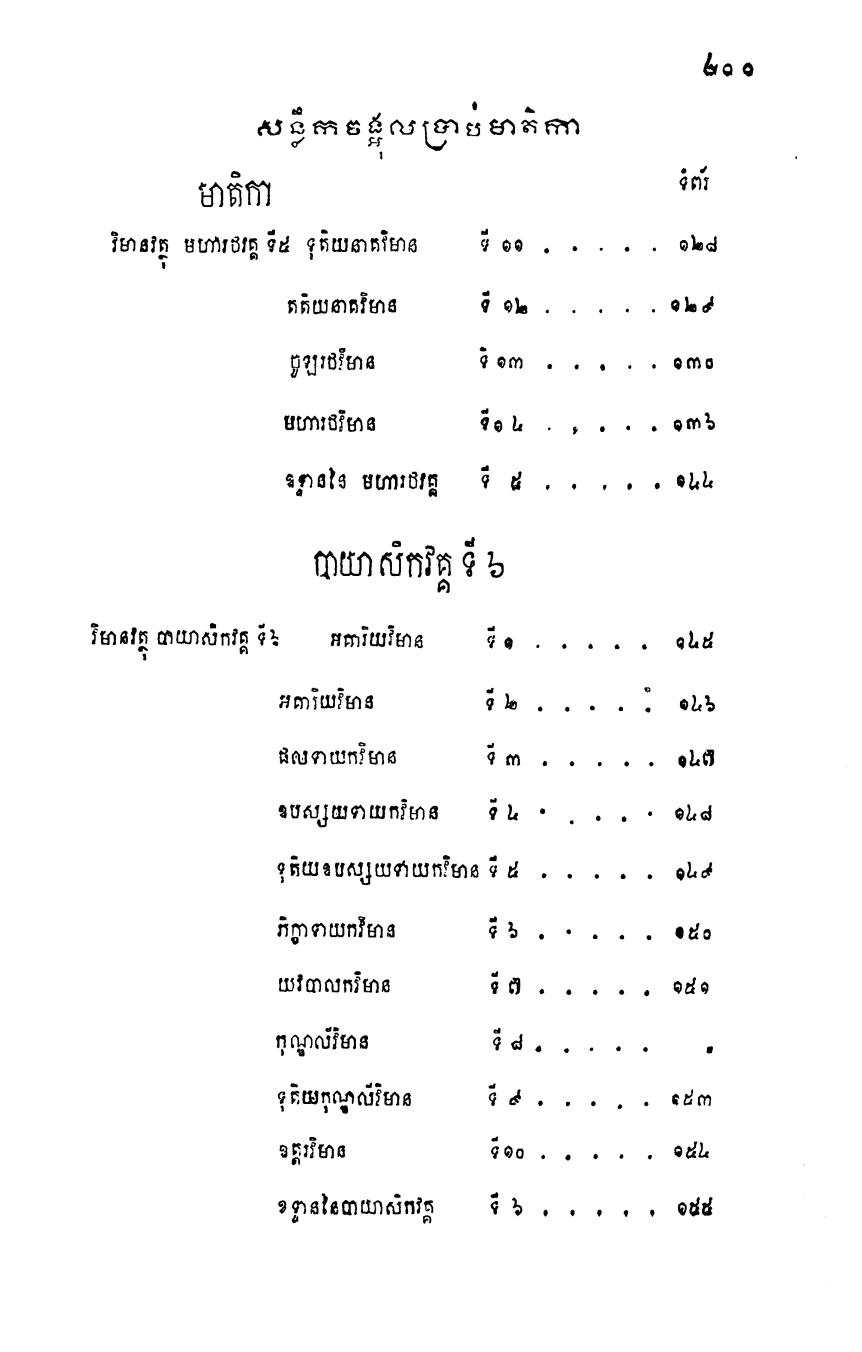 ២០១
សន្លឹកចង្អុលប្រាប់មាតិកា
មាតិកា ទំព័រ
វិមានវត្ថុ មហារថវគ្គ ទី៥ ទុតិយនាគវិមាន ទី ១១ . . . . . ១២៨
តតិយនាគវិមាន ទី ១២ . . . . . ១២៩
ចូឡរថវិមាន ទិ ១៣ . . . . . ១៣០
មហារថវិមាន ទី១៤ . . . . . ១៣៦
ឧទ្ទាននៃ មហារថវគ្គ ទី ៥ . . . . . ១៤៤
បាយាសិកវគ្គ ទី ៦
វិមានវត្ថុ បាយាសិកវគ្គ ទី៦ អគារិយវិមាន ទី ១ . . . . . ១៤៥
អគារិយវិមាន ទី ២ . . . . . ១៤៦
ផលទាយកវិមាន ទី ៣ . . . . . ១៤៧
ឧបស្សយទាយកវិមាន ទី ៤ . . . . . ១៤៨
ទុតិយឧបស្សយទាយកវិមាន ទី ៥ . . . . . ១៤៩
ភិក្ខាទាយកវិមាន ទី ៦ . . . . . ១៥០
យវបាលកវិមាន ទី ៧ . . . . . ១៥១
កុណ្ឌលីវិមាន ទី ៨ . . . . . .
ទុតិយកុណ្ឌលីវិមាន ទី ៩ . . . . . ១៥៣
ឧត្តរវិមាន ទី១០ . . . . . ១៥៤
ឧទ្ទាននៃបាយាសិកវគ្គ ទី ៦ . . . . . ១៥៥